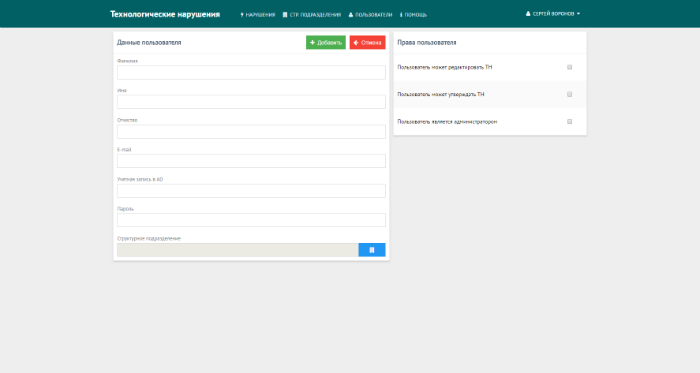 Технологические нарушения
НАРУШЕНИЯ
СТР. ПОДРАЗДЕЛЕНИЯ
ПОЛЬЗОВАТЕЛИ
ПОМОЩЬ
СЕРГЕЙ ВОРОНОВ
Данные пользователя
Добавить
Отмена
Фамилия
Имя
Отчество
E-mail
Учетная запись в AD
Пароль
Структурное подразделение
Права пользователя
Пользователь может редактировать ТН
Пользователь может утверждать ТН
Пользователь является администратором